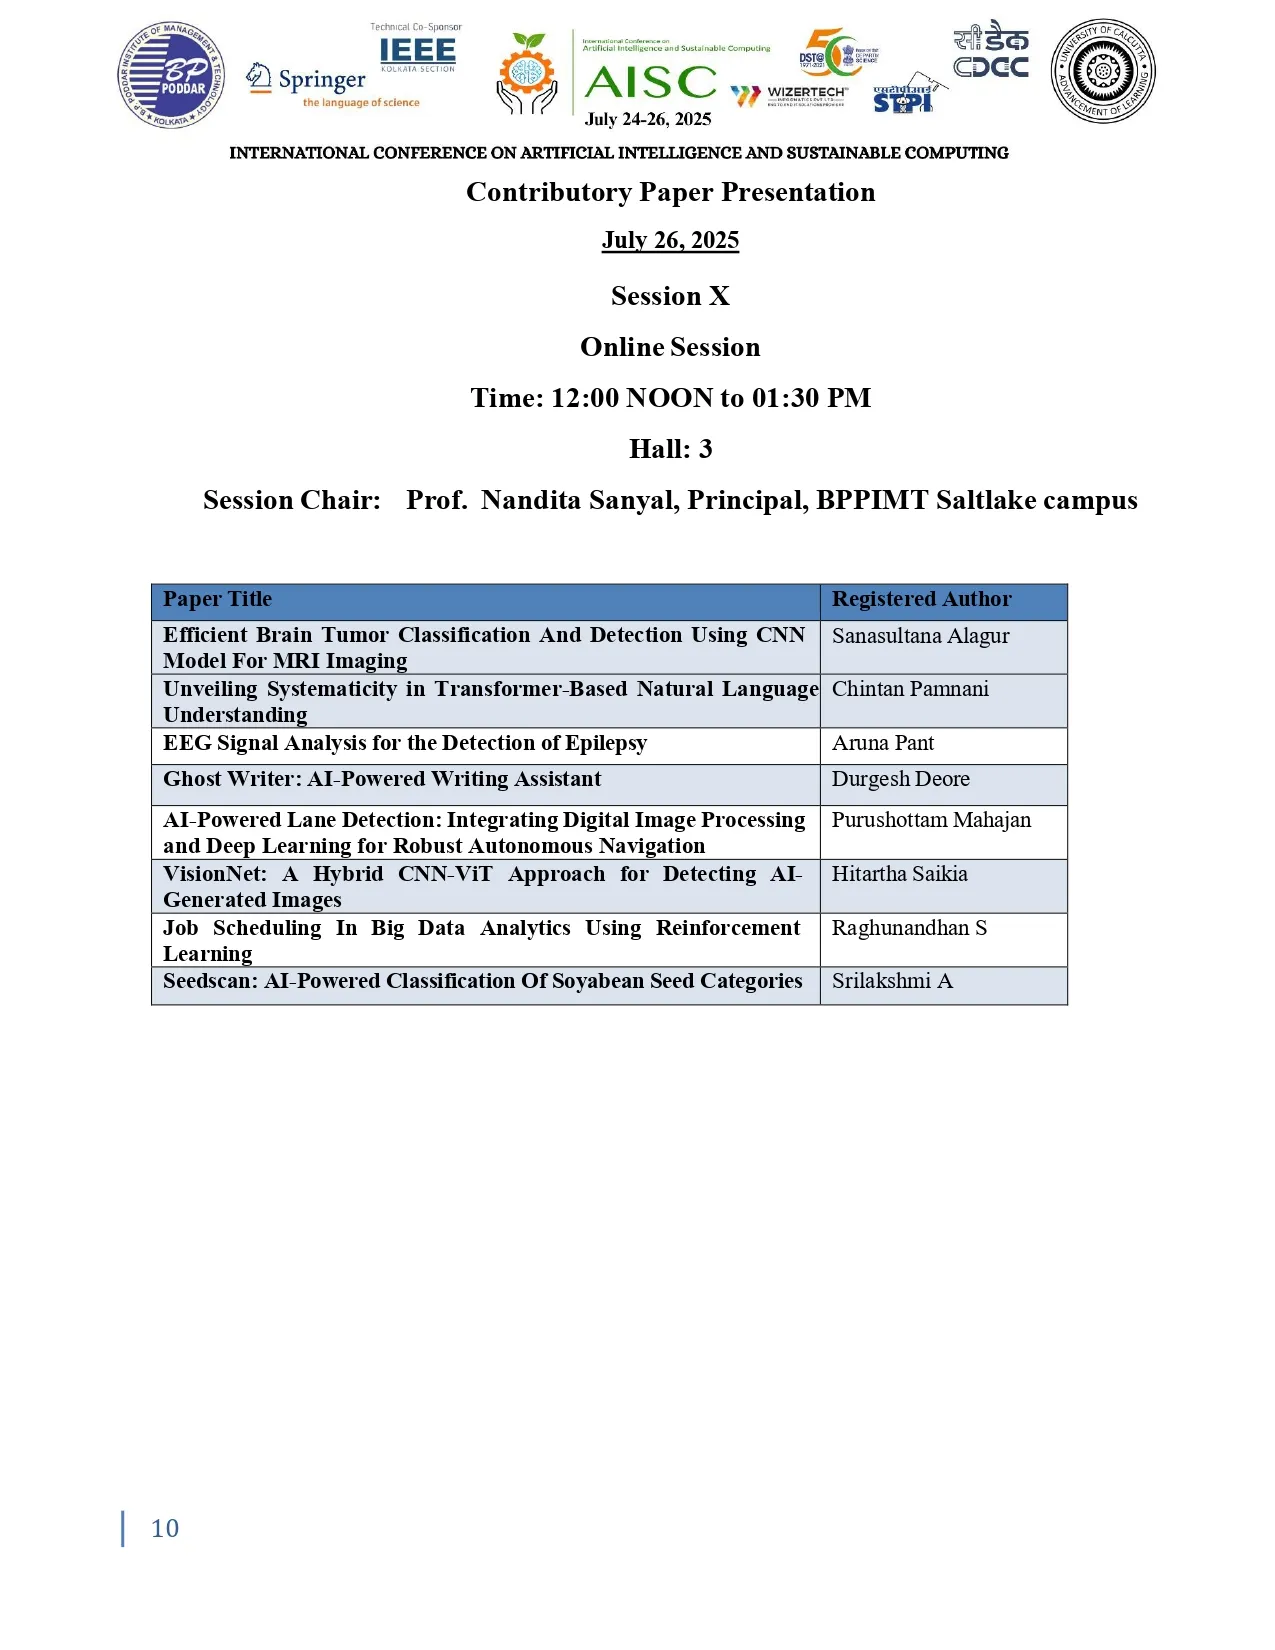 B.P. PODDAR INSTITUTE OF MANAGEMENT & TECHNOLOGY
BP
PODDAR
KOLKATA
Springer
the language of science
Technical Co-Sponsor
IEEE
KOLKATA SECTION
International Conference on
Artificial Intelligence and Sustainable Computing
AISC
July 24-26, 2025
DST@
1971-2021
WIZERTECH
एसटीपीआई
STPI
सी डैक
CDAC
UNIVERSITY OF CALCUTTA
ADVANCEMENT OF LEARNING
INTERNATIONAL CONFERENCE ON ARTIFICIAL INTELLIGENCE AND SUSTAINABLE COMPUTING
Contributory Paper Presentation
July 26, 2025
Session X
Online Session
Time: 12:00 NOON to 01:30 PM
Hall: 3
Session Chair: Prof. Nandita Sanyal, Principal, BPPIMT Saltlake campus
Paper Title Registered Author
Efficient Brain Tumor Classification And Detection Using CNN Sanasultana Alagur
Model For MRI Imaging
Unveiling Systematicity in Transformer-Based Natural Language Chintan Pamnani
Understanding
EEG Signal Analysis for the Detection of Epilepsy Aruna Pant
Ghost Writer: AI-Powered Writing Assistant Durgesh Deore
AI-Powered Lane Detection: Integrating Digital Image Processing Purushottam Mahajan
and Deep Learning for Robust Autonomous Navigation
VisionNet: A Hybrid CNN-ViT Approach for Detecting AI- Hitartha Saikia
Generated Images
Job Scheduling In Big Data Analytics Using Reinforcement Raghunandhan S
Learning
Seedscan: AI-Powered Classification Of Soyabean Seed Categories Srilakshmi A
10